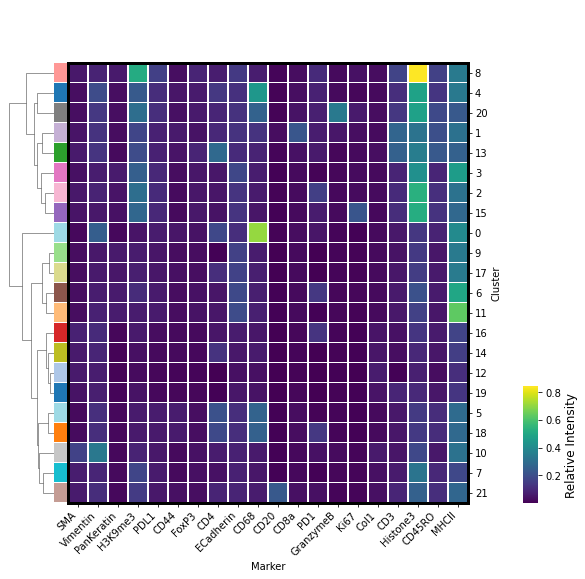 8
4
20
1
13
3
2
15
0
9
17
6
11
16
14
12
19
5
18
10
7
21
Cluster
SMA
Vimentin
PanKeratin
H3K9me3
PDL1
CD44
FoxP3
CD4
ECadherin
CD68
CD20
CD8a
PD1
GranzymeB
Ki67
Col1
CD3
Histone3
CD45RO
MHCII
Marker
0.8
0.6
0.4
0.2
Relative Intensity